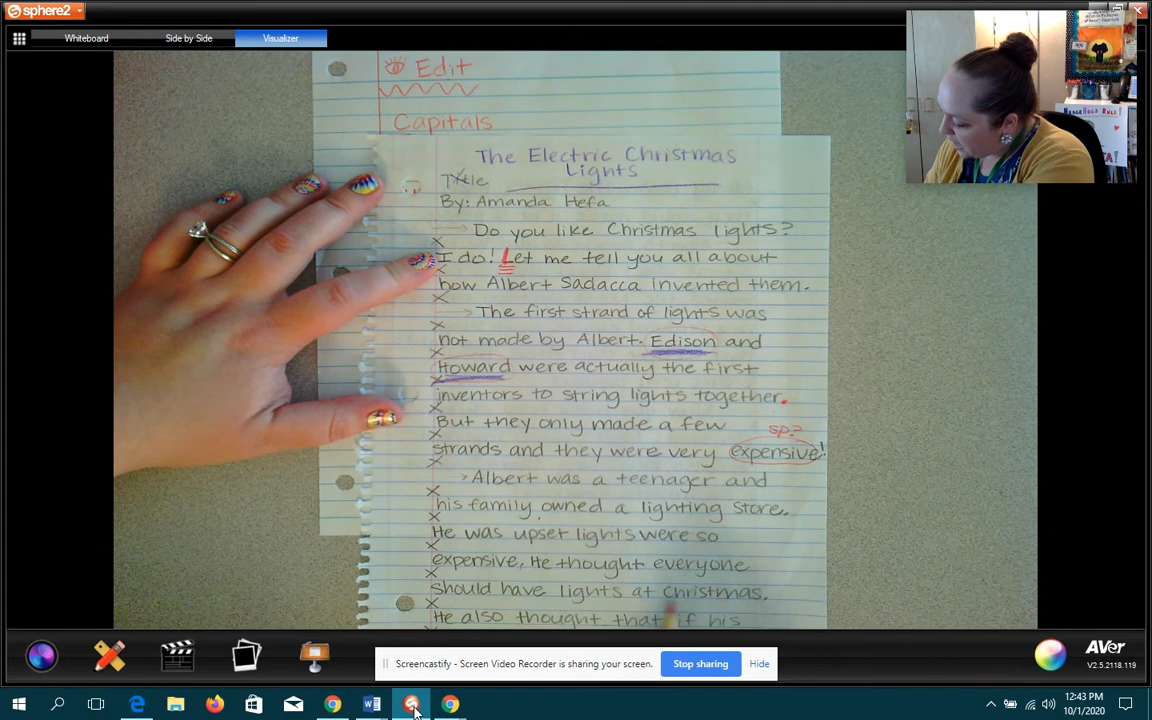 sphere2
Whiteboard
Side by Side
Visualizer
Edit
Capitals
The Electric Christmas
Lights
Title
By: Amanda Hefa
Do you like Christmas lights?
I do! Let me tell you all about
how Albert Sadacca invented them.
The first strand of lights was
not made by Albert. Edison and
Howard were actually the first
inventors to string lights together.
But they only made a few
sp?
strands and they were very expensive!
Albert was a teenager and
his family owned a lighting store.
He was upset lights were so
expensive. He thought everyone
should have lights at christmas.
He also thought that if his
Screencastify - Screen Video Recorder is sharing your screen.
Stop sharing
Hide
AVer
V2.5.2118.119
12:43 PM
10/1/2020